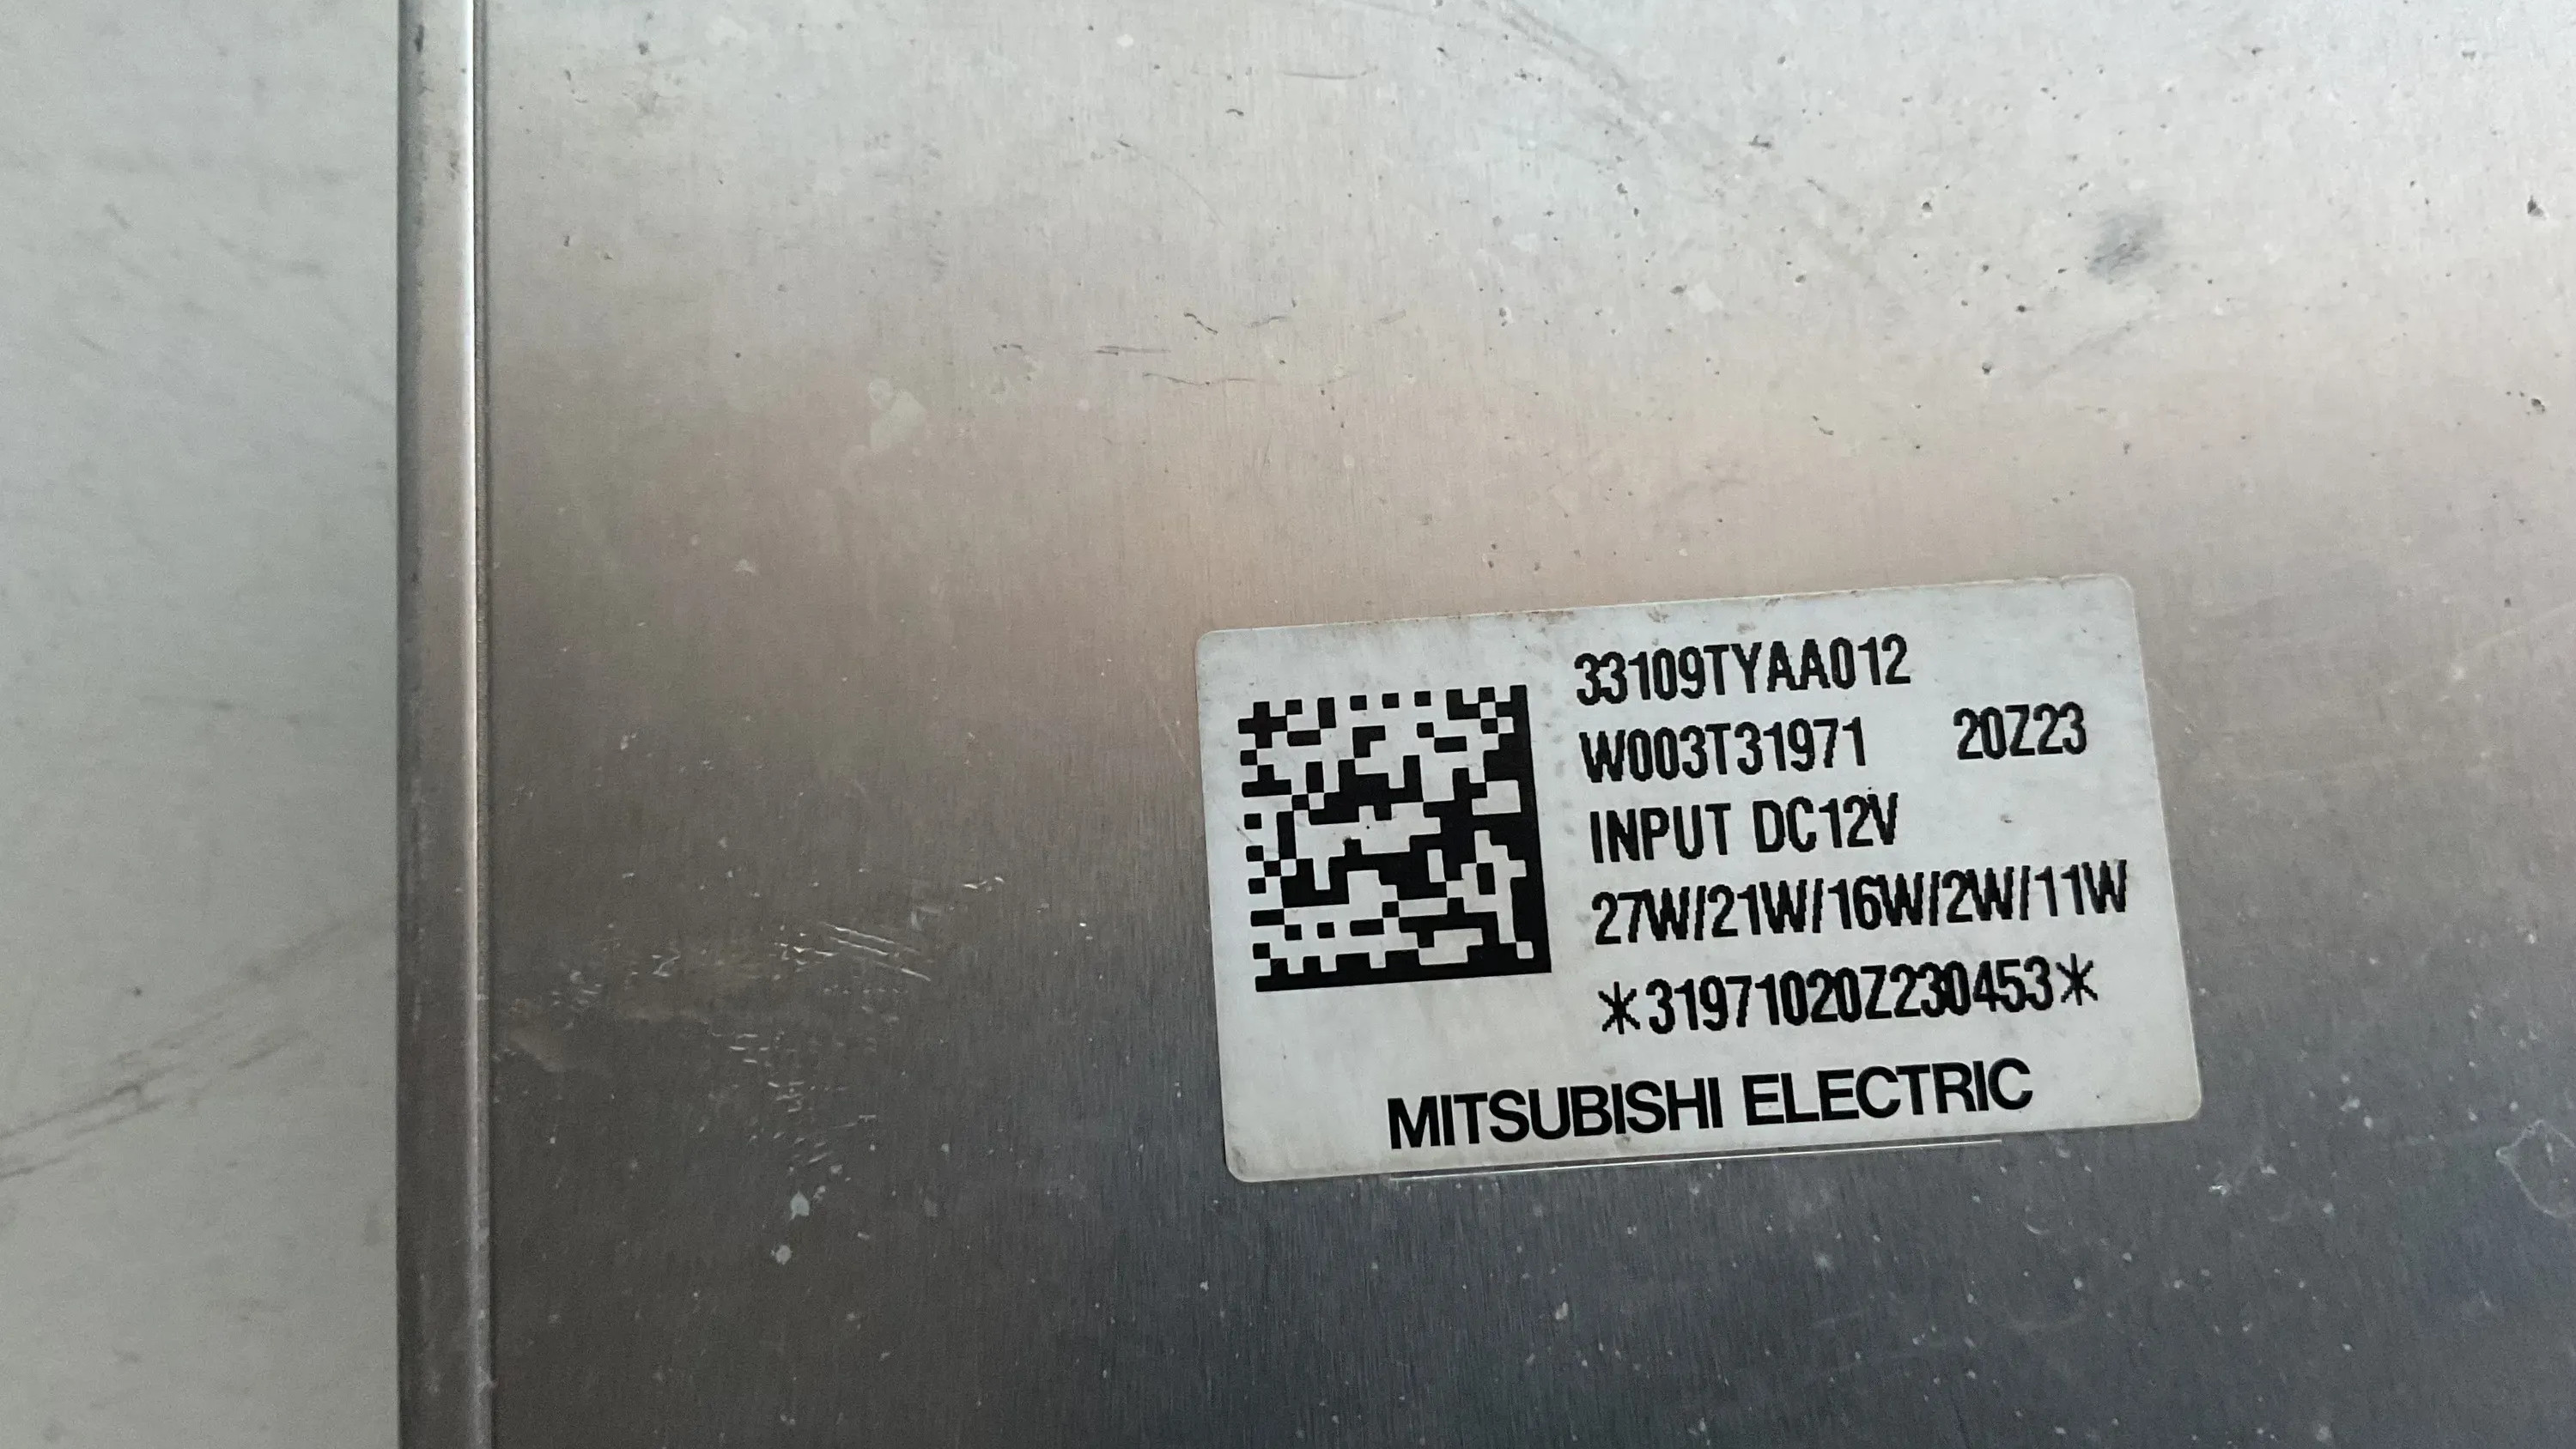 33109TYAA012
W003T31971 20Z23
INPUT DC12V
27W/21W/16W/2W/11W
*31971020Z230453*
MITSUBISHI ELECTRIC